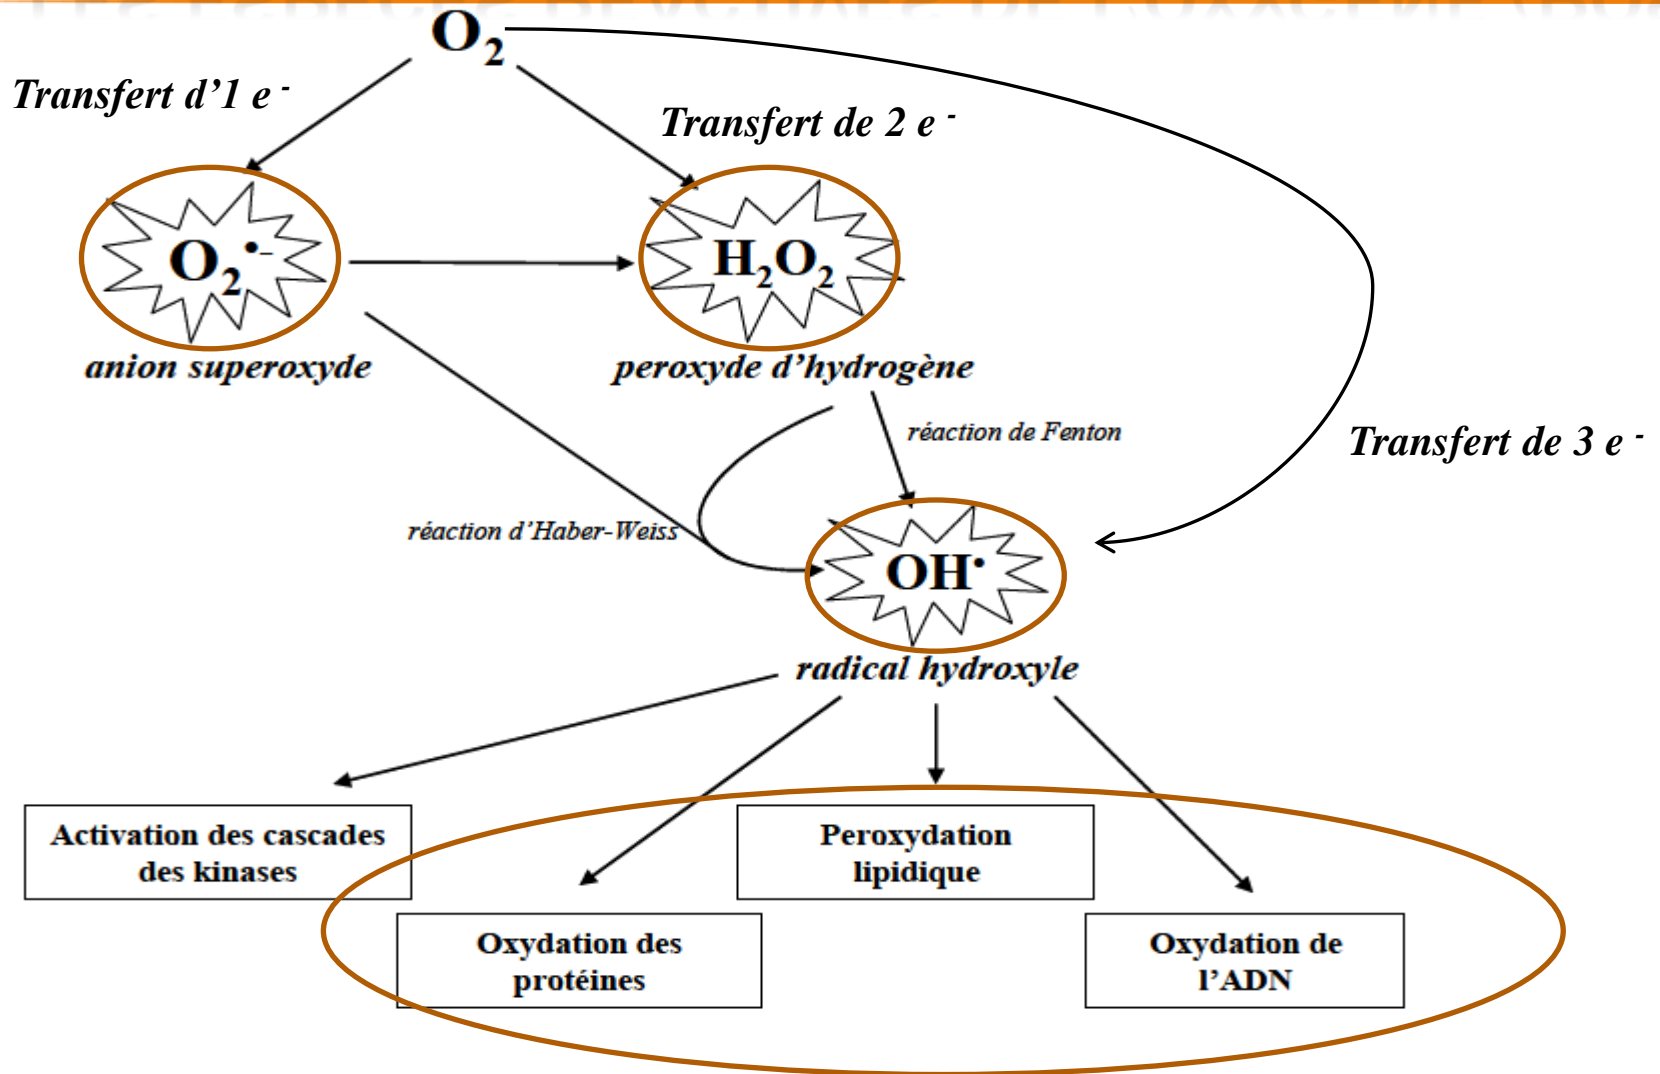 O₂
Transfert d’1 e ⁻
Transfert de 2 e ⁻
O₂•⁻
H₂O₂
anion superoxyde
peroxyde d’hydrogène
réaction de Fenton
Transfert de 3 e ⁻
réaction d’Haber-Weiss
OH•
radical hydroxyle
Activation des cascades
des kinases
Peroxydation
lipidique
Oxydation des
protéines
Oxydation de
l’ADN